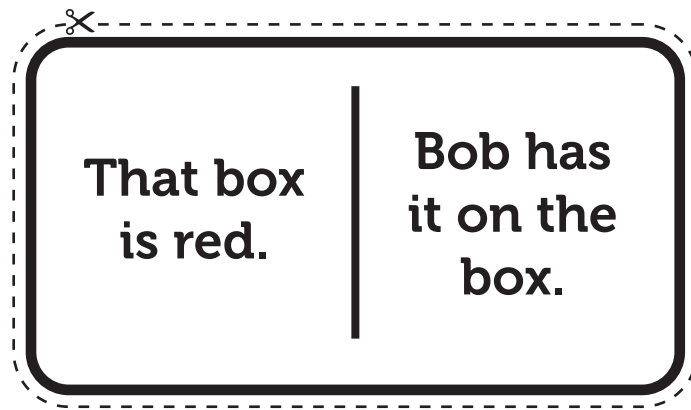 That box
is red.
Bob has
it on the
box.